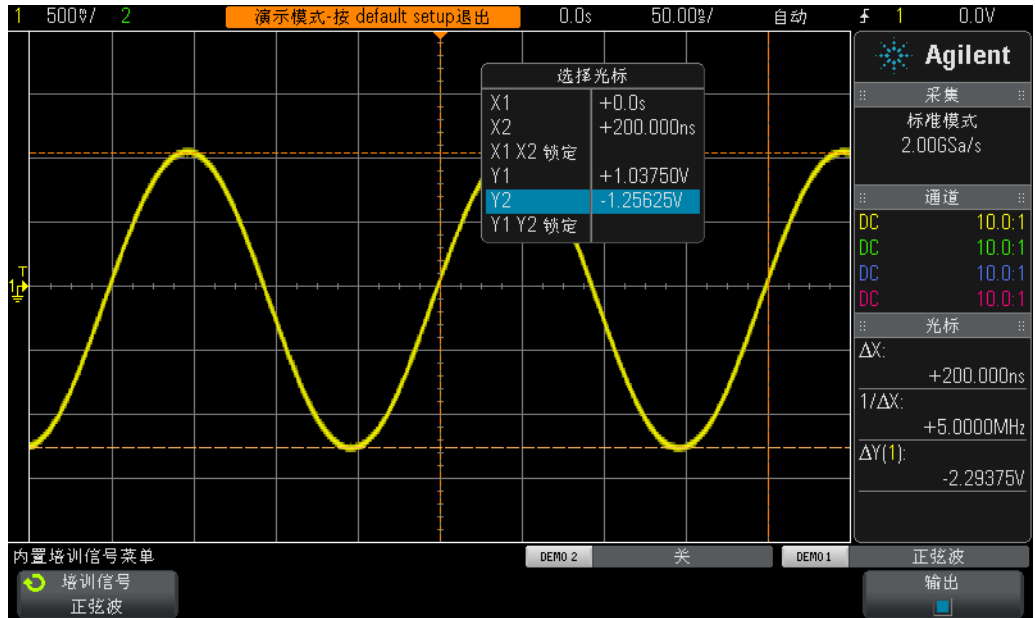 1 500mV/ 2 演示模式-按 default setup退出 0.0s 50.00ns/ 自动 1 0.0V
选择光标
X1 +0.0s
X2 +200.000ns
X1 X2 锁定
Y1 +1.03750V
Y2 -1.25625V
Y1 Y2 锁定
T
1
Agilent
采集
标准模式
2.00GSa/s
通道
DC 10.0:1
DC 10.0:1
DC 10.0:1
DC 10.0:1
光标
ΔX:
+200.000ns
1/ΔX:
+5.0000MHz
ΔY(1):
-2.29375V
内置培训信号菜单 DEMO 2 关 DEMO 1 正弦波
培训信号
正弦波
输出